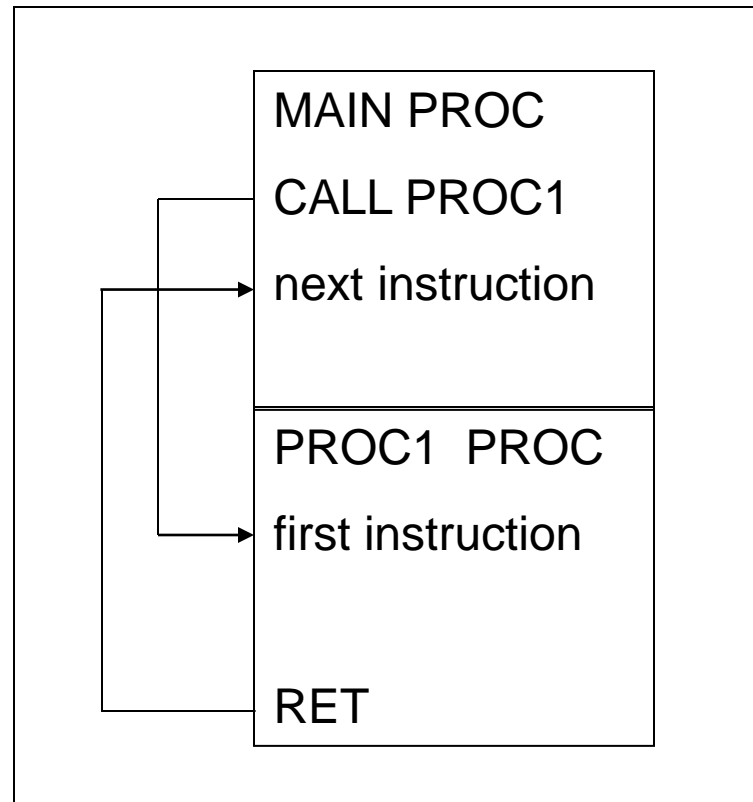 MAIN PROC
CALL PROC1
next instruction
PROC1  PROC
first instruction
RET